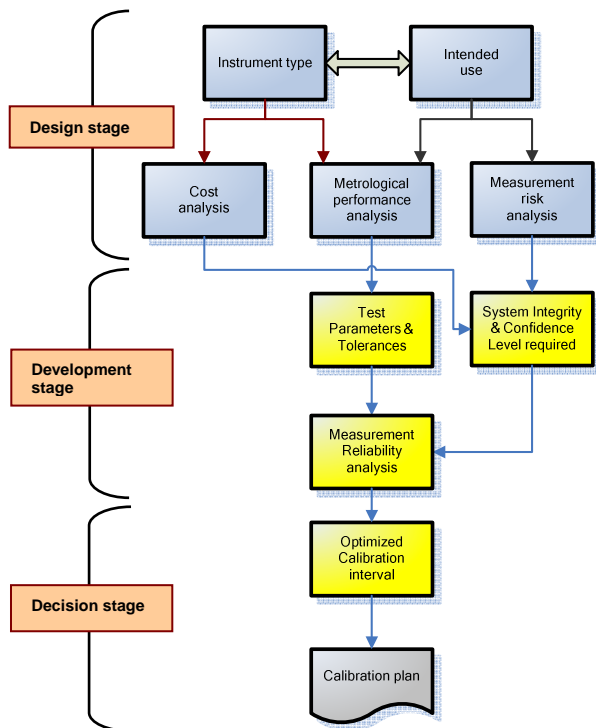 Instrument type
Intended
use
Design stage
Cost
analysis
Metrological
performance
analysis
Measurement
risk
analysis
Test
Parameters &
Tolerances
System Integrity
& Confidence
Level required
Development
stage
Measurement
Reliability
analysis
Optimized
Calibration
interval
Decision stage
Calibration plan